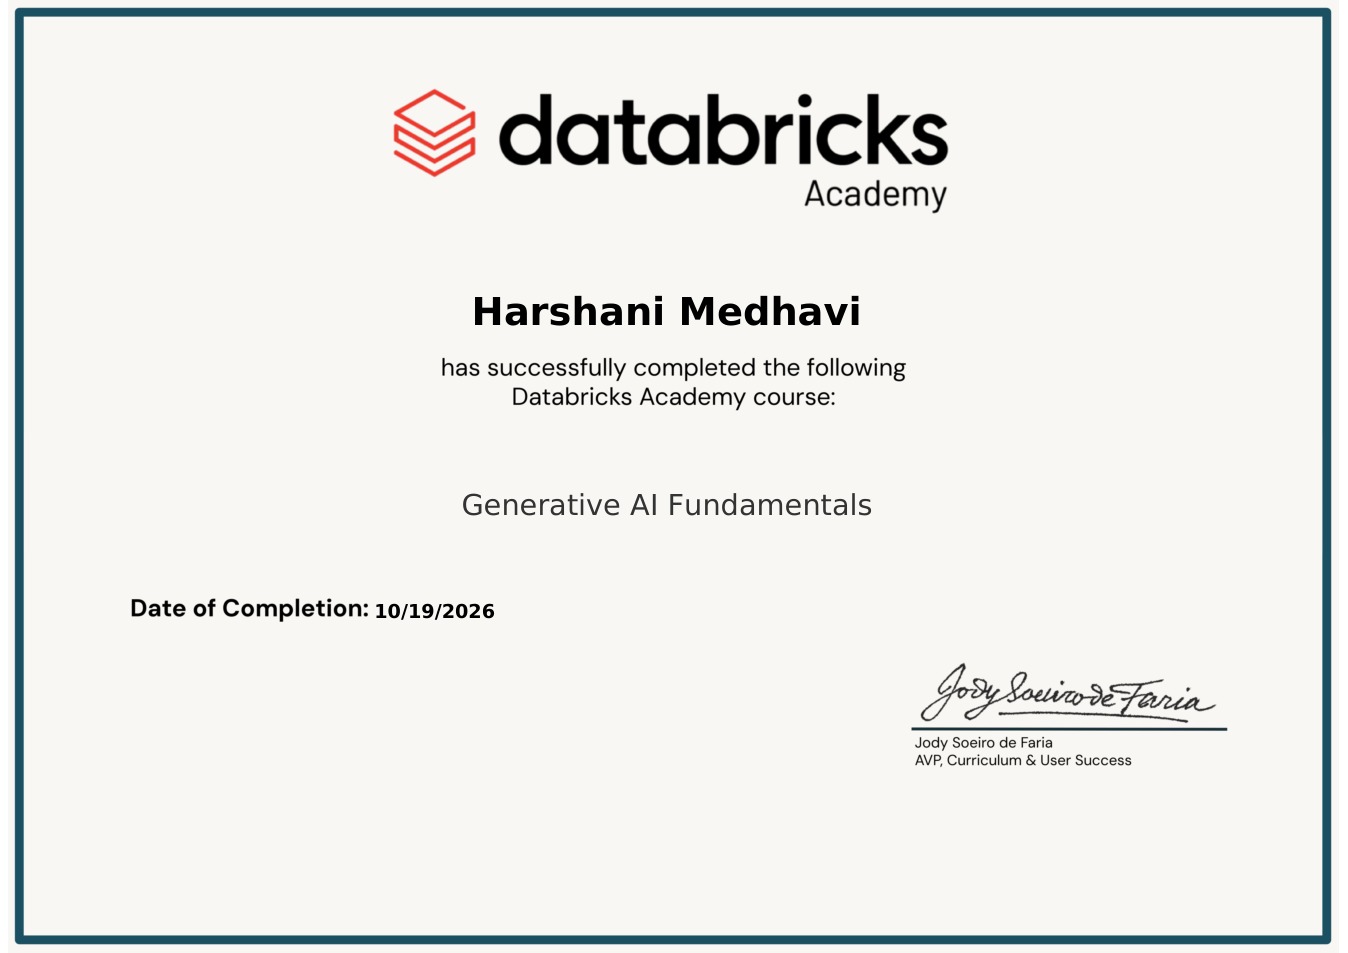 databricks
Academy
Harshani Medhavi
has successfully completed the following
Databricks Academy course:
Generative AI Fundamentals
Date of Completion: 10/19/2026
Jody Soeiro de Faria
Jody Soeiro de Faria
AVP, Curriculum & User Success